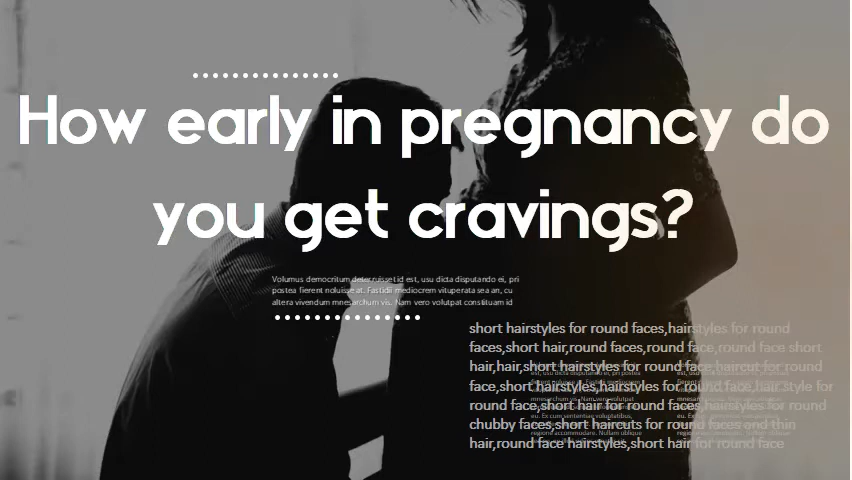 How early in pregnancy do
you get cravings?
Volumus democritum deterruisset id est, usu dicta disputando ei, pri
postea fierent noluisse at. Fastidii mediocrem vituperata sea an, cu
altera vivendum mnesarchum vis. Nam vero volutpat constituam id
short hairstyles for round faces,hairstyles for round
faces,short hair,round faces,round face,round face short
hair,hair,short hairstyles for round face,haircut for round
face,short hairstyles,hairstyles for round face,hair style for
round face,short hair for round faces,hairstyles for round
chubby faces,short haircuts for round faces and thin
hair,round face hairstyles,short hair for round face